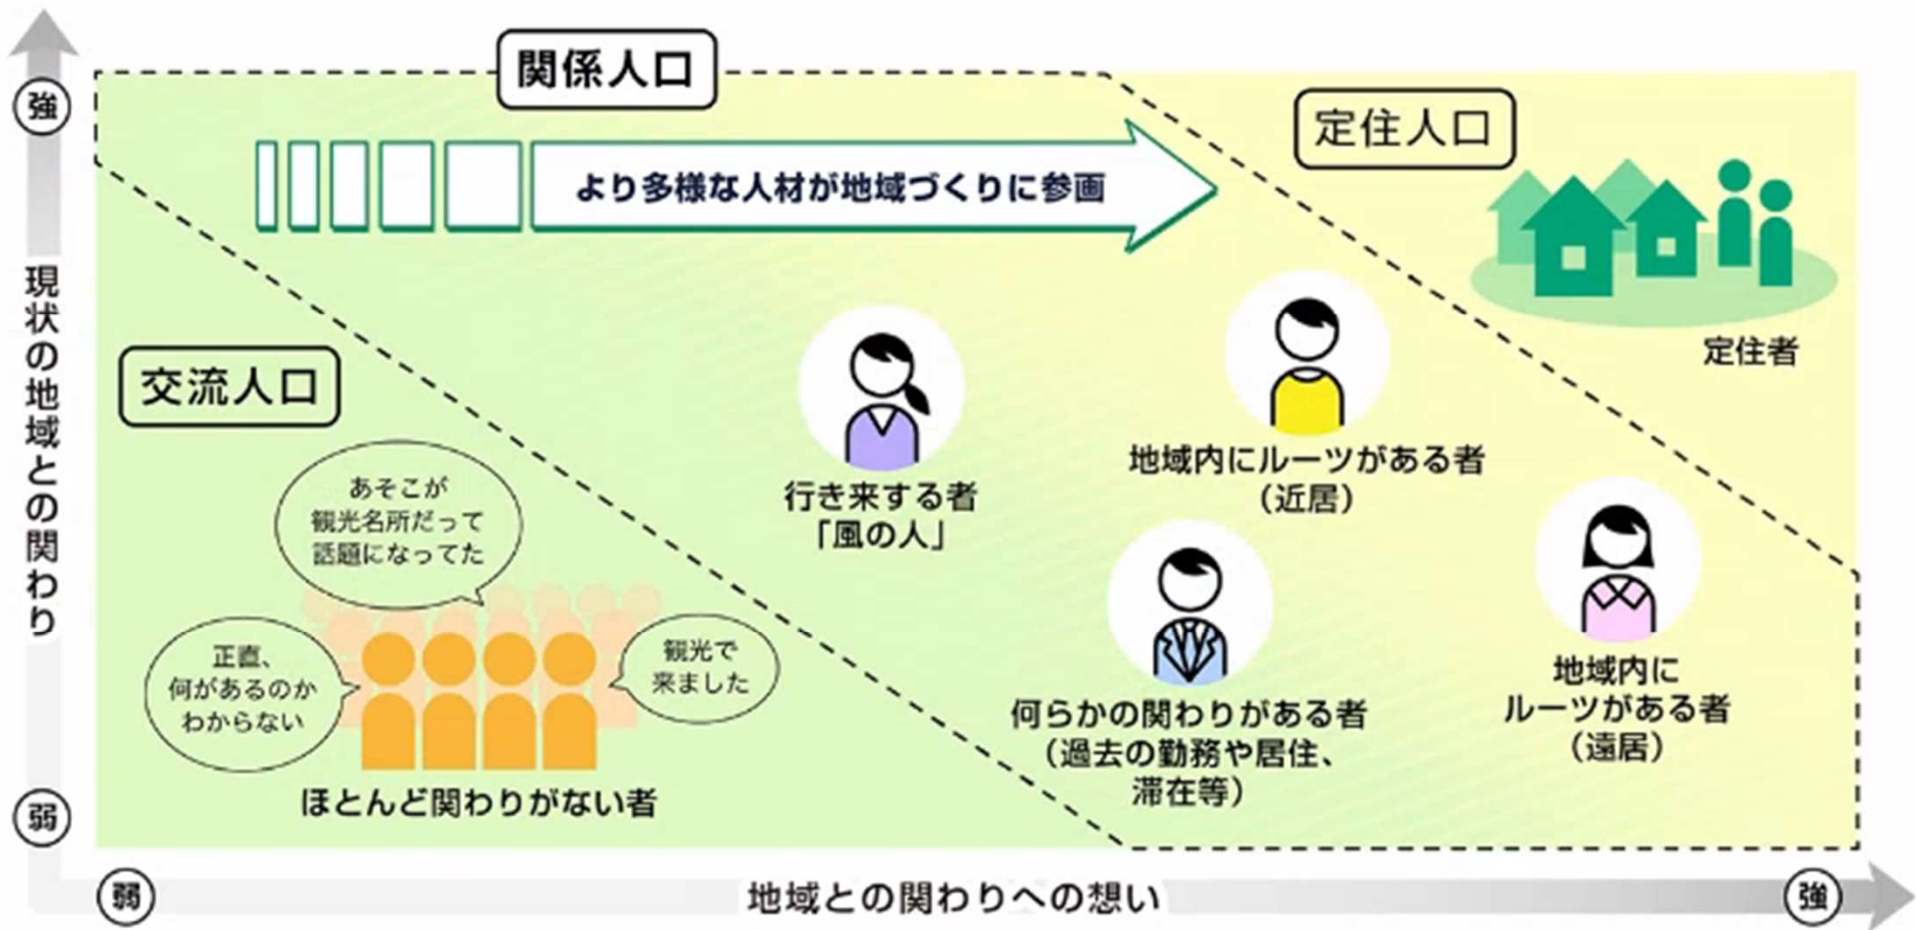 関係人口
強
定住人口
より多様な人材が地域づくりに参画
現状の地域との関わり
定住者
交流人口
あそこが
観光名所だって
話題になってた
地域内にルーツがある者
(近居)
行き来する者
「風の人」
正直、
何があるのか
わからない
観光で
来ました
地域内に
ルーツがある者
(遠居)
何らかの関わりがある者
(過去の勤務や居住、
滞在等)
ほとんど関わりがない者
弱
弱
地域との関わりへの想い
強